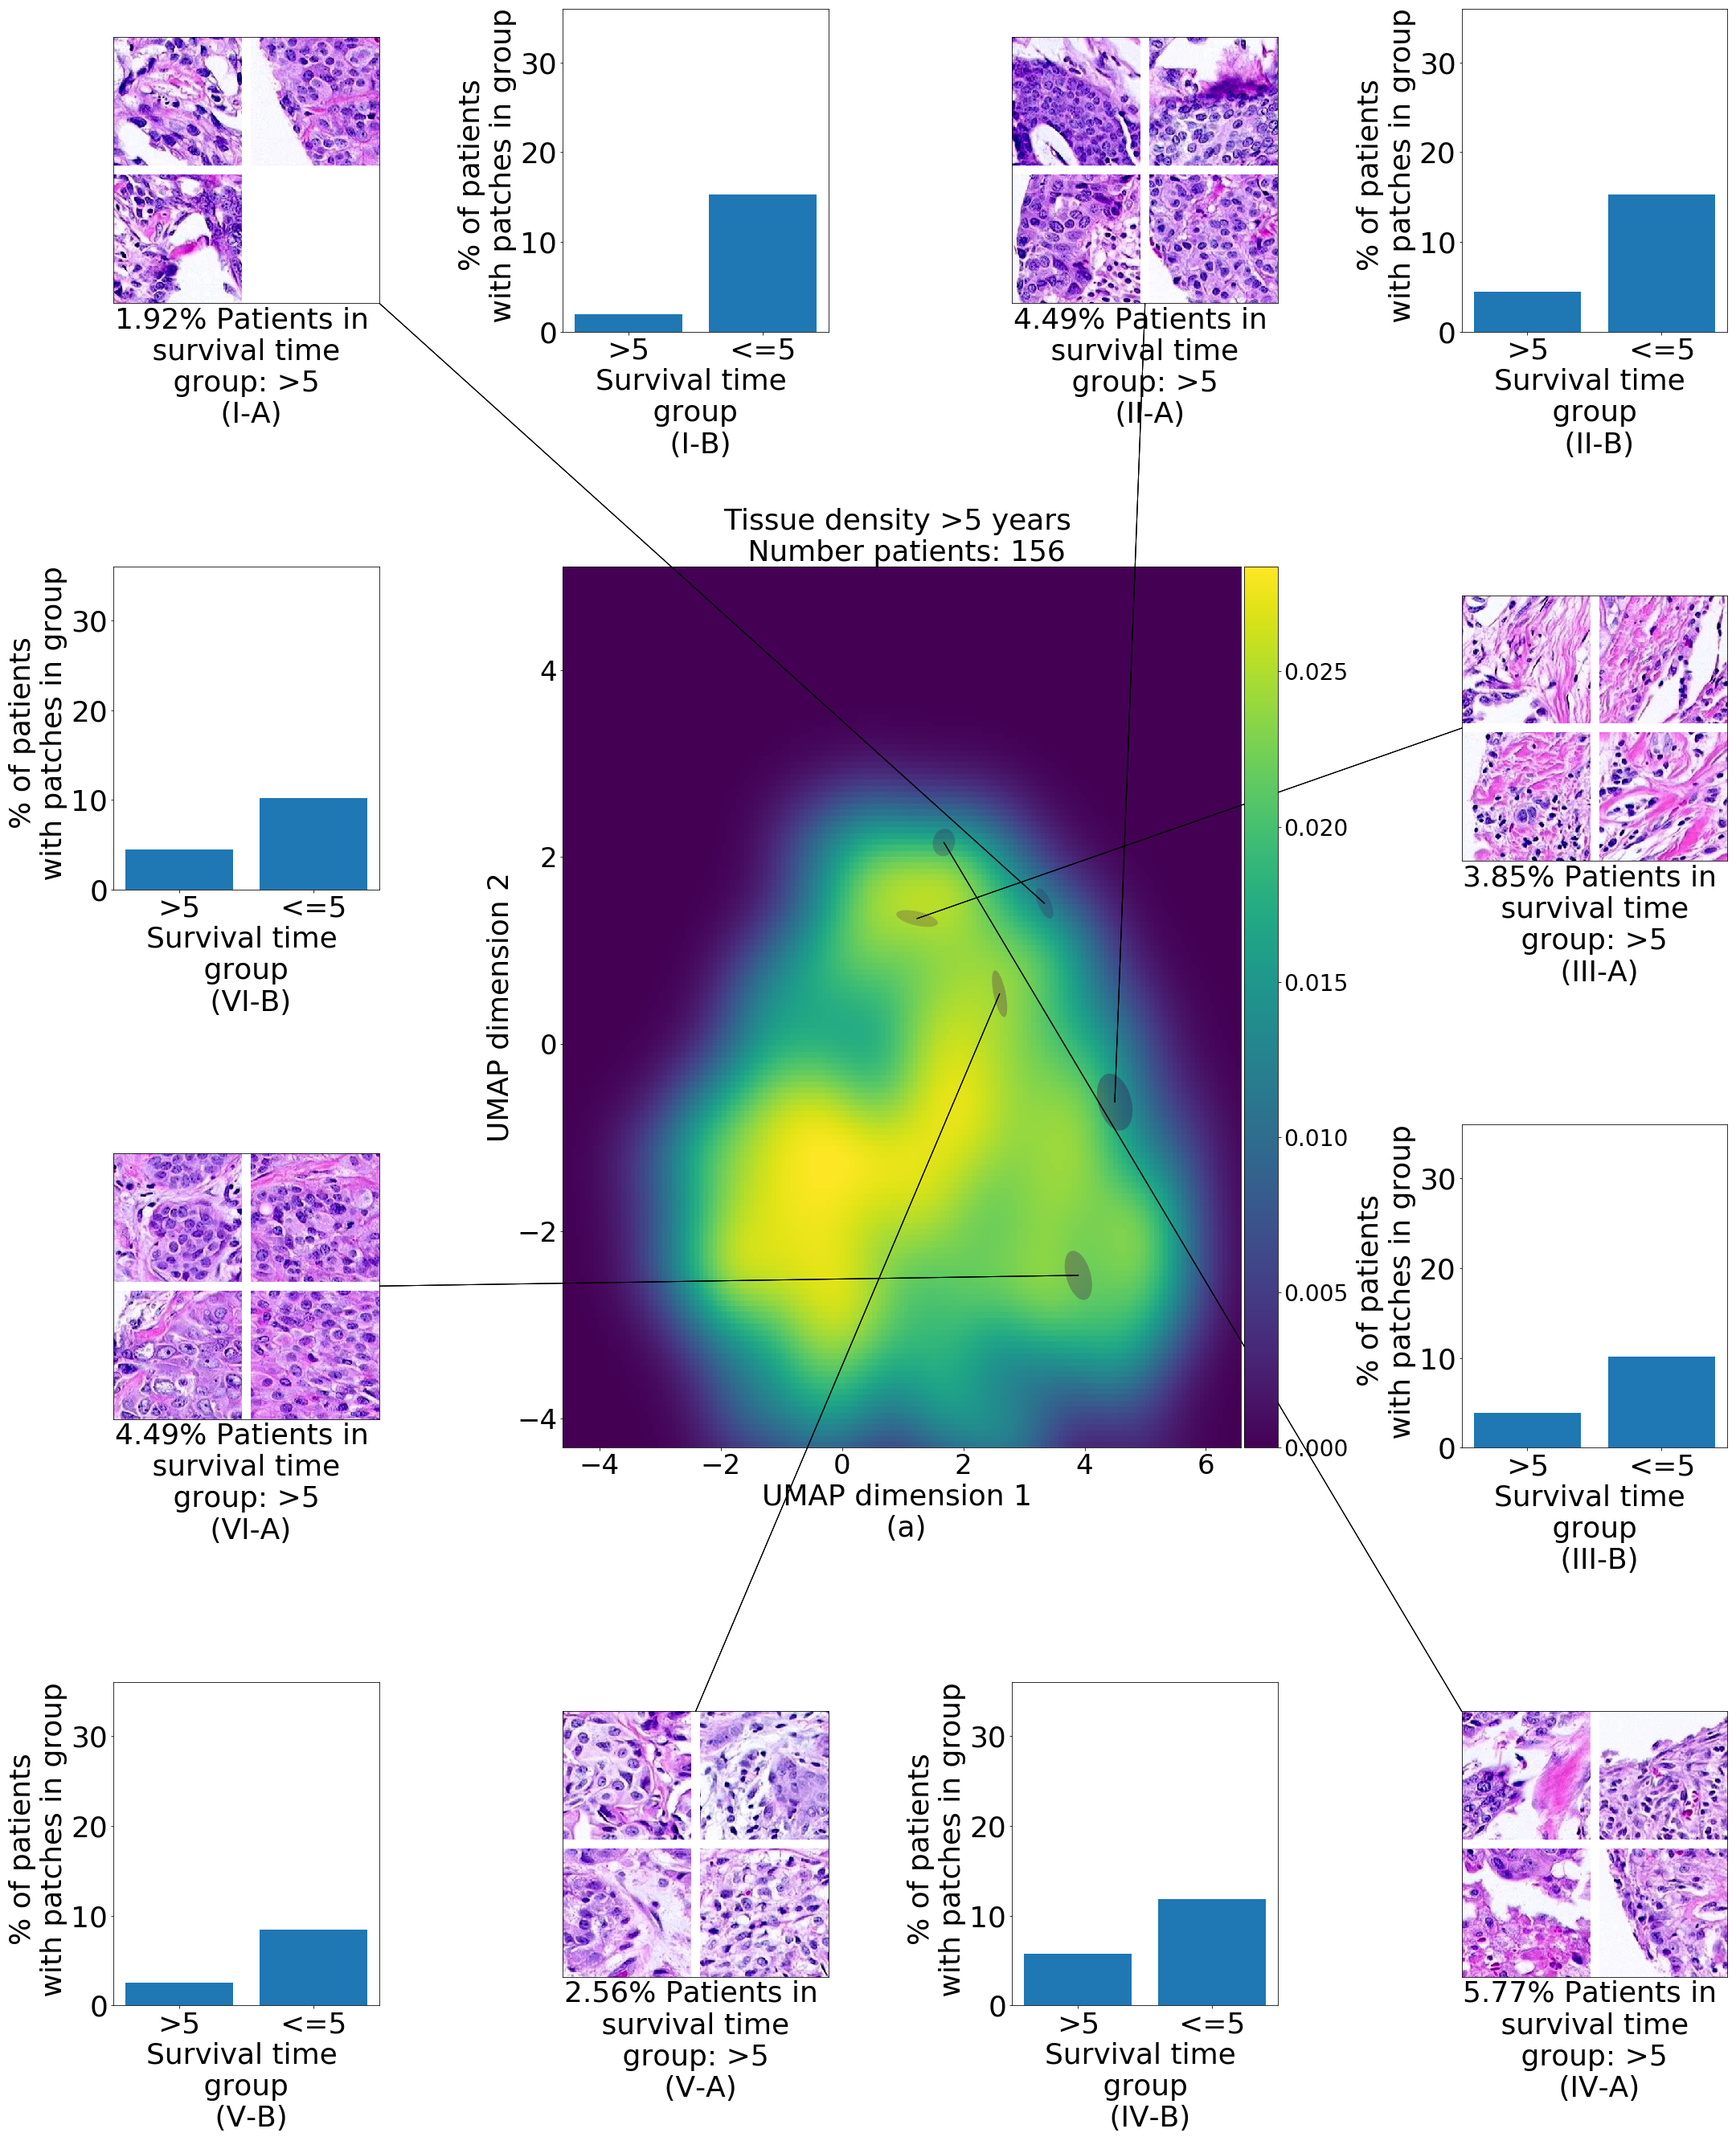 % of patients
with patches in group
30
20
10
0
>5
<=5
Survival time
group
(I-B)
1.92% Patients in
survival time
group: >5
(I-A)
4.49% Patients in
survival time
group: >5
(II-A)
% of patients
with patches in group
30
20
10
0
>5
<=5
Survival time
group
(II-B)
Tissue density >5 years
Number patients: 156
% of patients
with patches in group
30
20
10
0
>5
<=5
Survival time
group
(VI-B)
UMAP dimension 2
4
2
0
−2
−4
−4
−2
0
2
4
6
UMAP dimension 1
(a)
0.025
0.020
0.015
0.010
0.005
0.000
3.85% Patients in
survival time
group: >5
(III-A)
4.49% Patients in
survival time
group: >5
(VI-A)
% of patients
with patches in group
30
20
10
0
>5
<=5
Survival time
group
(III-B)
% of patients
with patches in group
30
20
10
0
>5
<=5
Survival time
group
(V-B)
2.56% Patients in
survival time
group: >5
(V-A)
% of patients
with patches in group
30
20
10
0
>5
<=5
Survival time
group
(IV-B)
5.77% Patients in
survival time
group: >5
(IV-A)